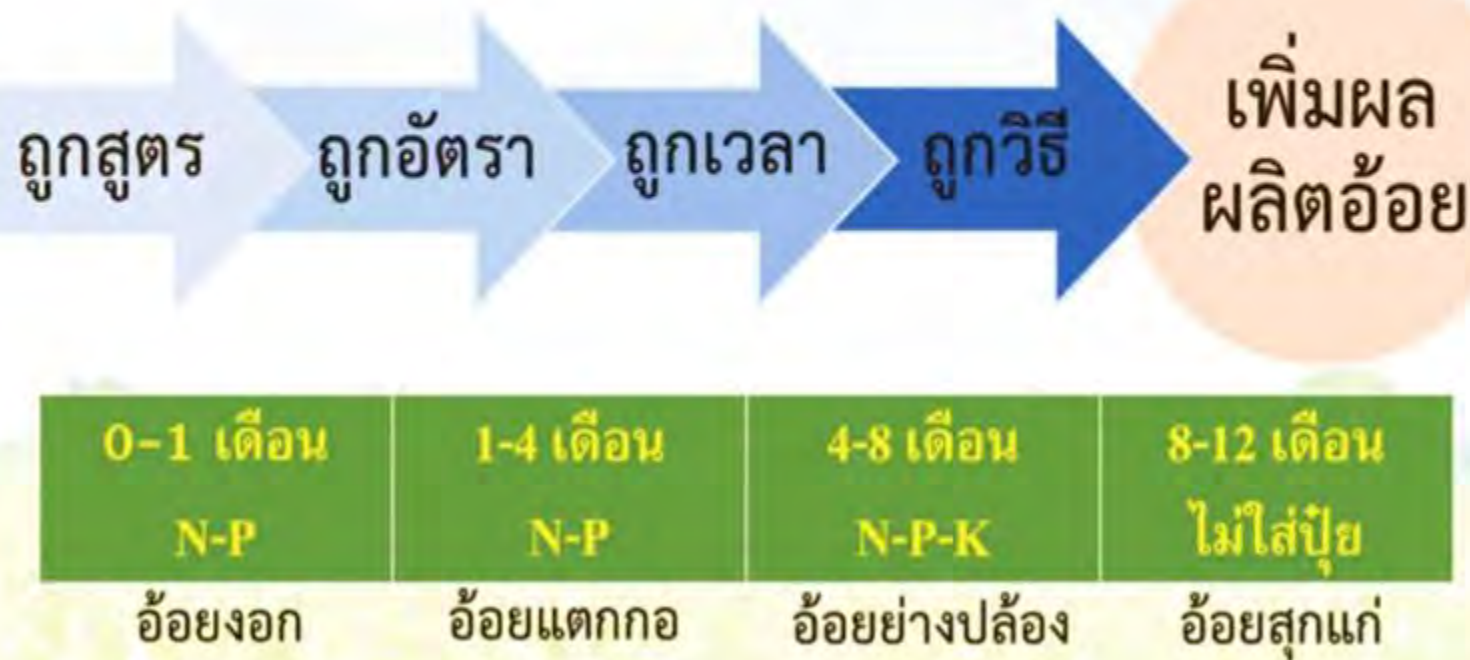 ถูกสูตร ถูกอัตรา ถูกเวลา ถูกวิธี
เพิ่มผล
ผลิตอ้อย
0-1 เดือน 1-4 เดือน 4-8 เดือน 8-12 เดือน
N-P N-P N-P-K ไม่ใส่ปุ๋ย
อ้อยงอก อ้อยแตกกอ อ้อยย่างปล้อง อ้อยสุกแก่